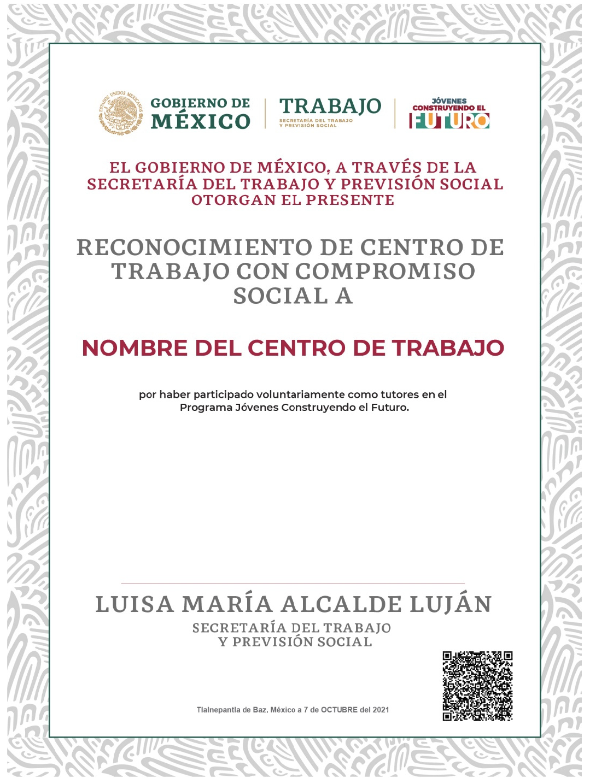 GOBIERNO DE
MÉXICO
TRABAJO
SECRETARÍA DEL TRABAJO
Y PREVISIÓN SOCIAL
JÓVENES
CONSTRUYENDO EL
FUTURO
EL GOBIERNO DE MÉXICO, A TRAVÉS DE LA
SECRETARÍA DEL TRABAJO Y PREVISIÓN SOCIAL
OTORGAN EL PRESENTE
RECONOCIMIENTO DE CENTRO DE
TRABAJO CON COMPROMISO
SOCIAL A
NOMBRE DEL CENTRO DE TRABAJO
por haber participado voluntariamente como tutores en el
Programa Jóvenes Construyendo el Futuro.
LUISA MARÍA ALCALDE LUJÁN
SECRETARÍA DEL TRABAJO
Y PREVISIÓN SOCIAL
Tlalnepantla de Baz, México a 7 de OCTUBRE del 2021